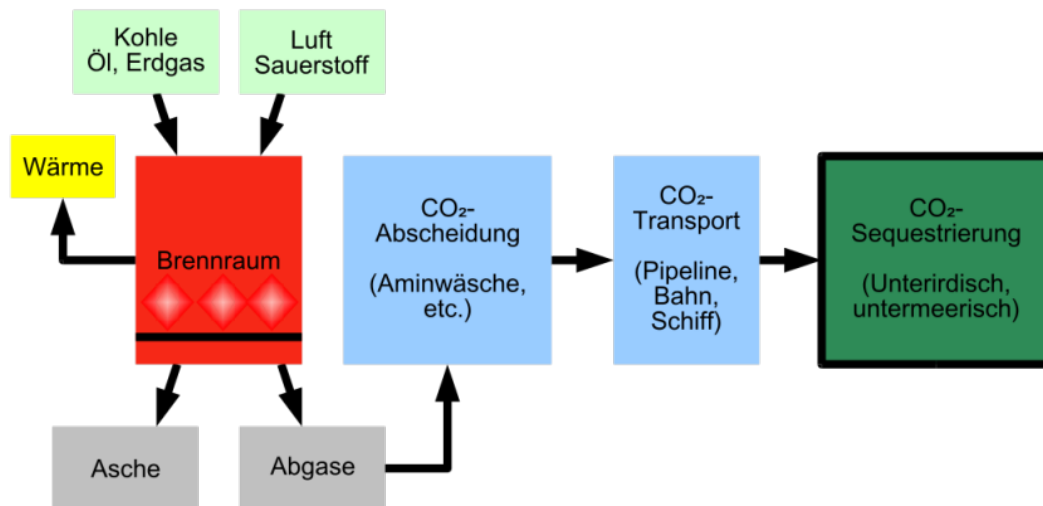 Kohle
Öl, Erdgas
Luft
Sauerstoff
Wärme
Brennraum
CO₂-
Abscheidung
(Aminwäsche,
etc.)
CO₂-
Transport
(Pipeline,
Bahn,
Schiff)
CO₂-
Sequestrierung
(Unterirdisch,
untermeerisch)
Asche
Abgase